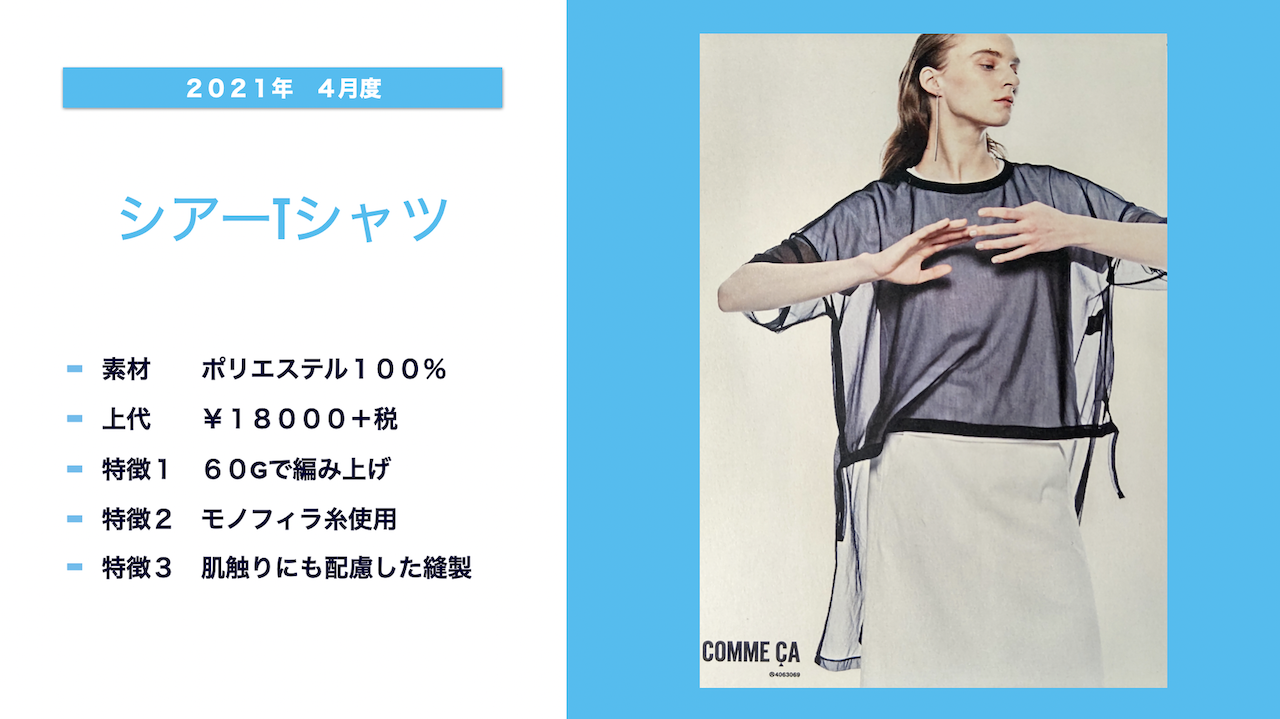 ２０２１年　４月度
シアーTシャツ
素材　　ポリエステル１００％
上代　　￥１８０００＋税
特徴１　６０Gで編み上げ
特徴２　モノフィラ糸使用
特徴３　肌触りにも配慮した縫製
COMME ÇA
4063069